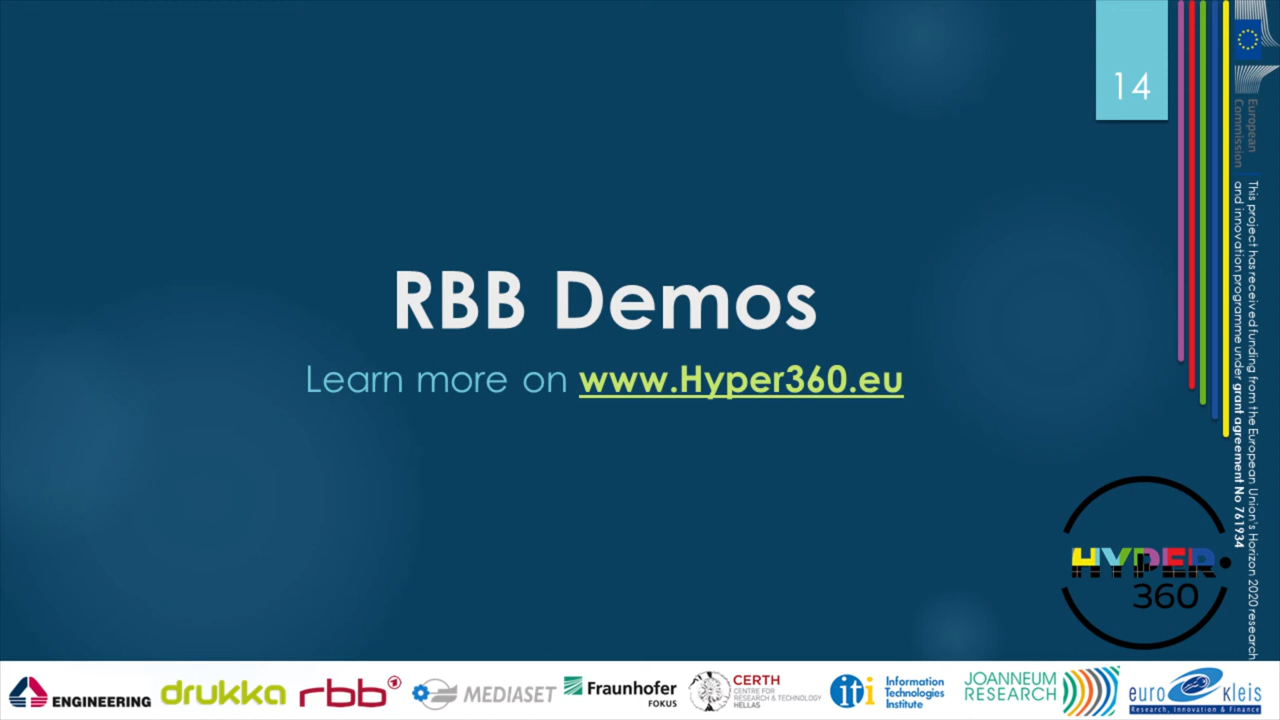 14
European
Commission
This project has received funding from the European Union's Horizon 2020 research
and innovation programme under grant agreement No 761934
RBB Demos
Learn more on www.Hyper360.eu
HYPER
360
ENGINEERING
drukka
rbb
MEDIASET
Fraunhofer
FOKUS
CERTH
CENTRE FOR
RESEARCH & TECHNOLOGY
HELLAS
iti
Information
Technologies
Institute
JOANNEUM
RESEARCH
euro kleis
Research, Innovation & Finance